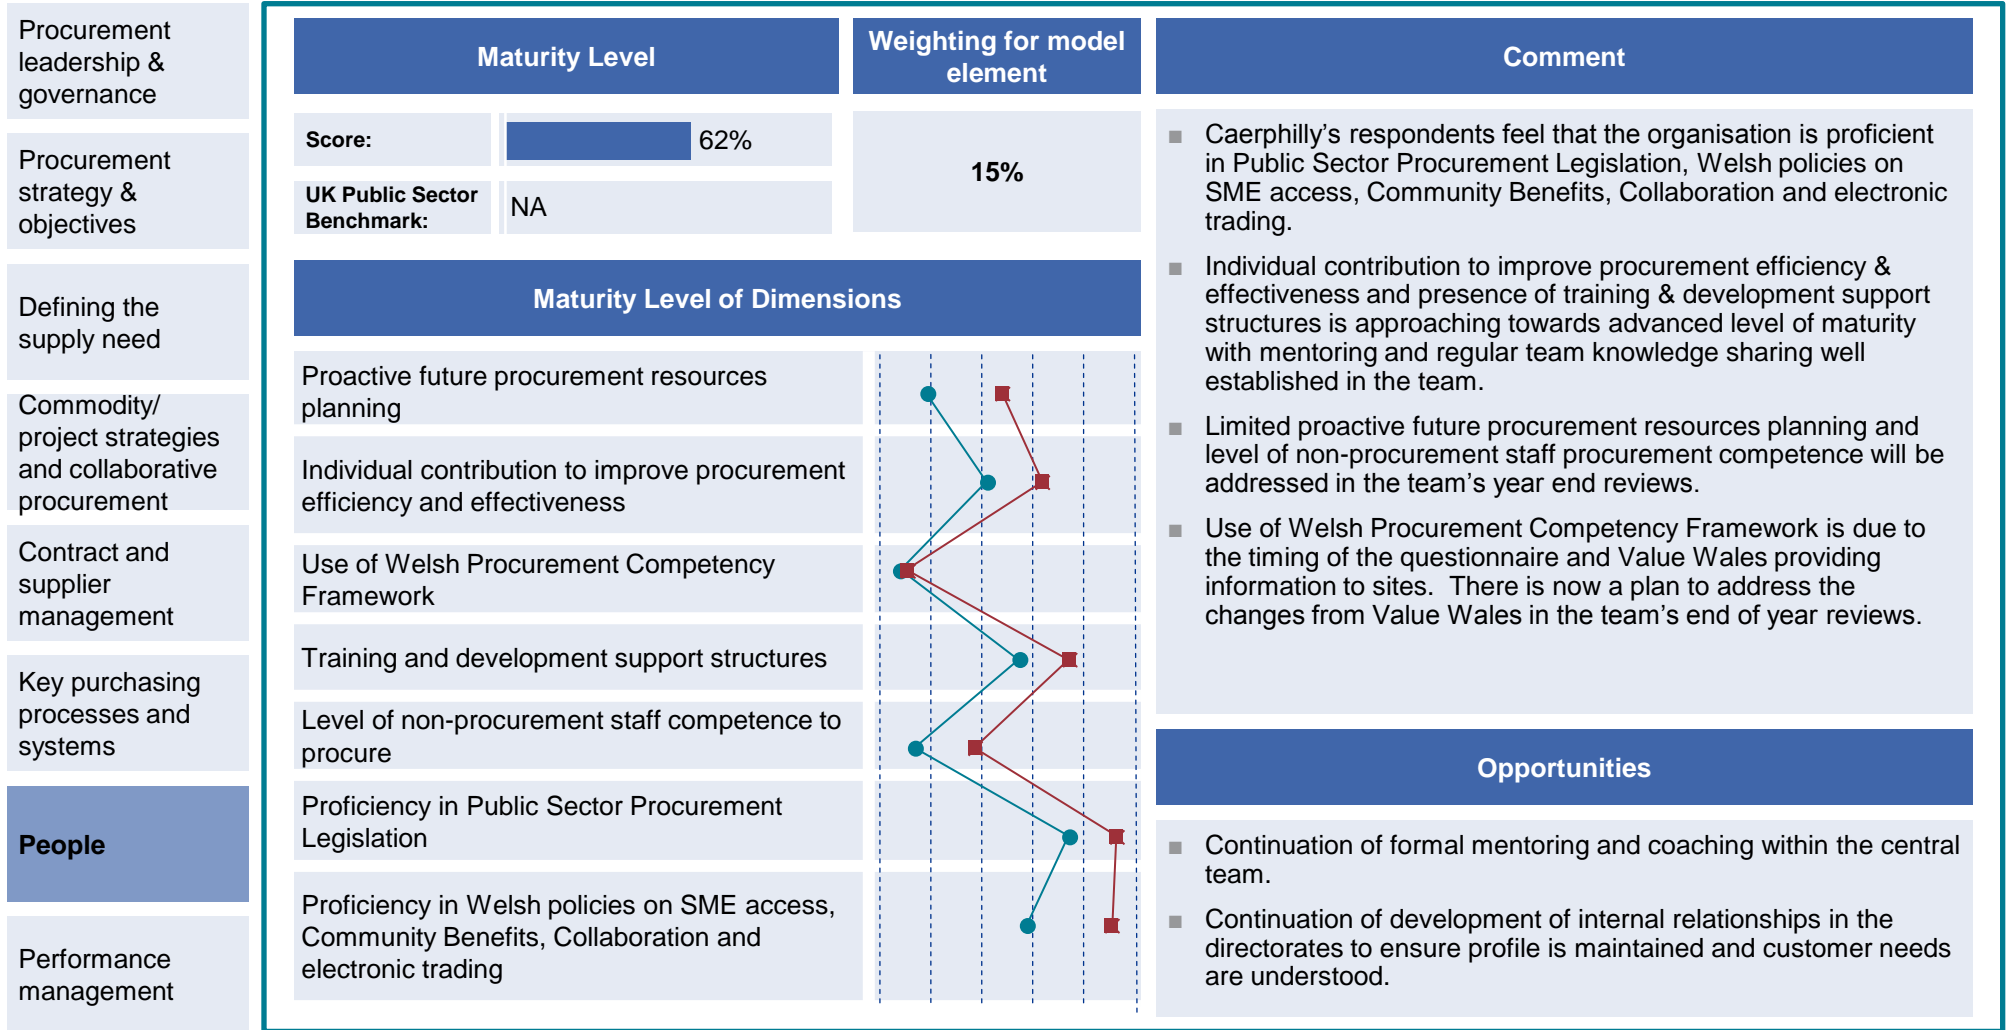 Procurement
leadership &
governance
Procurement
strategy &
objectives
Defining the
supply need
Commodity/
project strategies
and collaborative
procurement
Contract and
supplier
management
Key purchasing
processes and
systems
People
Performance
management
Maturity Level
Weighting for model
element
Score:
62%
UK Public Sector
Benchmark:
NA
15%
Maturity Level of Dimensions
Proactive future procurement resources
planning
Individual contribution to improve procurement
efficiency and effectiveness
Use of Welsh Procurement Competency
Framework
Training and development support structures
Level of non-procurement staff competence to
procure
Proficiency in Public Sector Procurement
Legislation
Proficiency in Welsh policies on SME access,
Community Benefits, Collaboration and
electronic trading
Comment
Caerphilly’s respondents feel that the organisation is proficient
in Public Sector Procurement Legislation, Welsh policies on
SME access, Community Benefits, Collaboration and electronic
trading.
Individual contribution to improve procurement efficiency &
effectiveness and presence of training & development support
structures is approaching towards advanced level of maturity
with mentoring and regular team knowledge sharing well
established in the team.
Limited proactive future procurement resources planning and
level of non-procurement staff procurement competence will be
addressed in the team’s year end reviews.
Use of Welsh Procurement Competency Framework is due to
the timing of the questionnaire and Value Wales providing
information to sites.  There is now a plan to address the
changes from Value Wales in the team’s end of year reviews.
Opportunities
Continuation of formal mentoring and coaching within the central
team.
Continuation of development of internal relationships in the
directorates to ensure profile is maintained and customer needs
are understood.